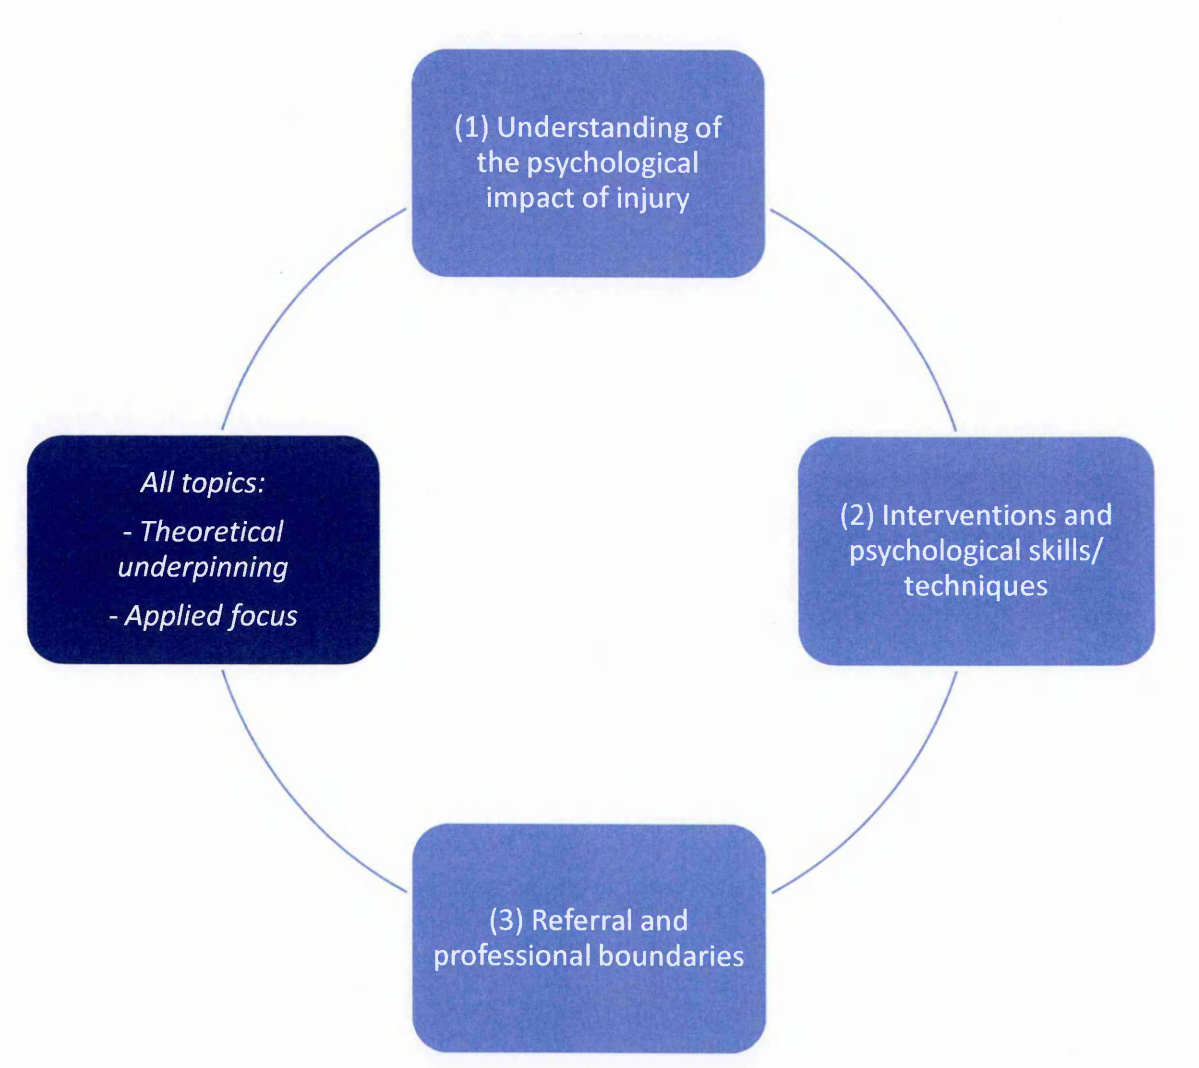 (1) Understanding of
the psychological
impact of injury
All topics:
- Theoretical
underpinning
- Applied focus
(2) Interventions and
psychological skills/
techniques
(3) Referral and
professional boundaries